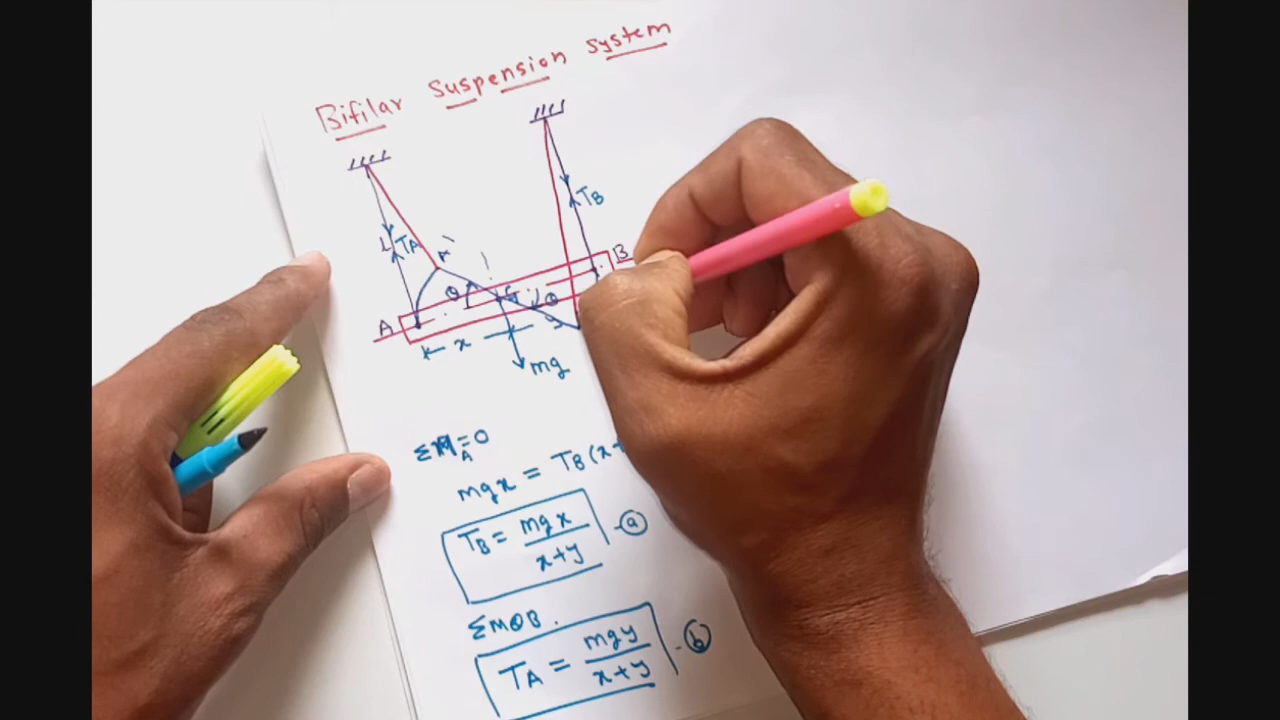 Bifilar Suspension System
TB
L TA
A'
B
θ G θ
A
x y
mg
ΣMA=0
mgx = TB(x+
TB = mgx / x+y -(a)
ΣM@B.
TA = mgy / x+y -(b)